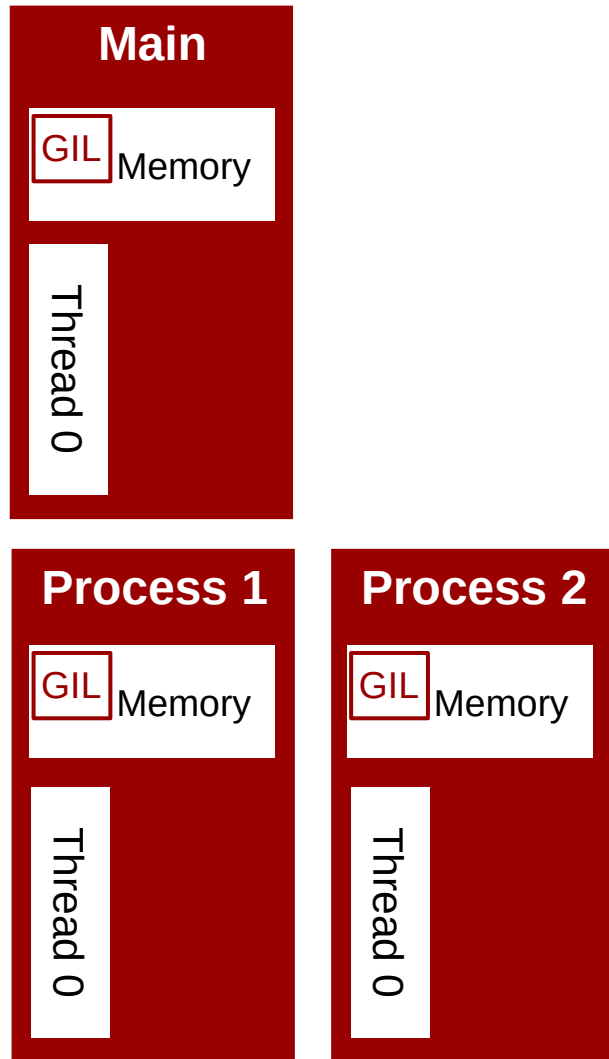 Main
GIL
Memory
Thread 0
Process 1
GIL
Memory
Thread 0
Process 2
GIL
Memory
Thread 0